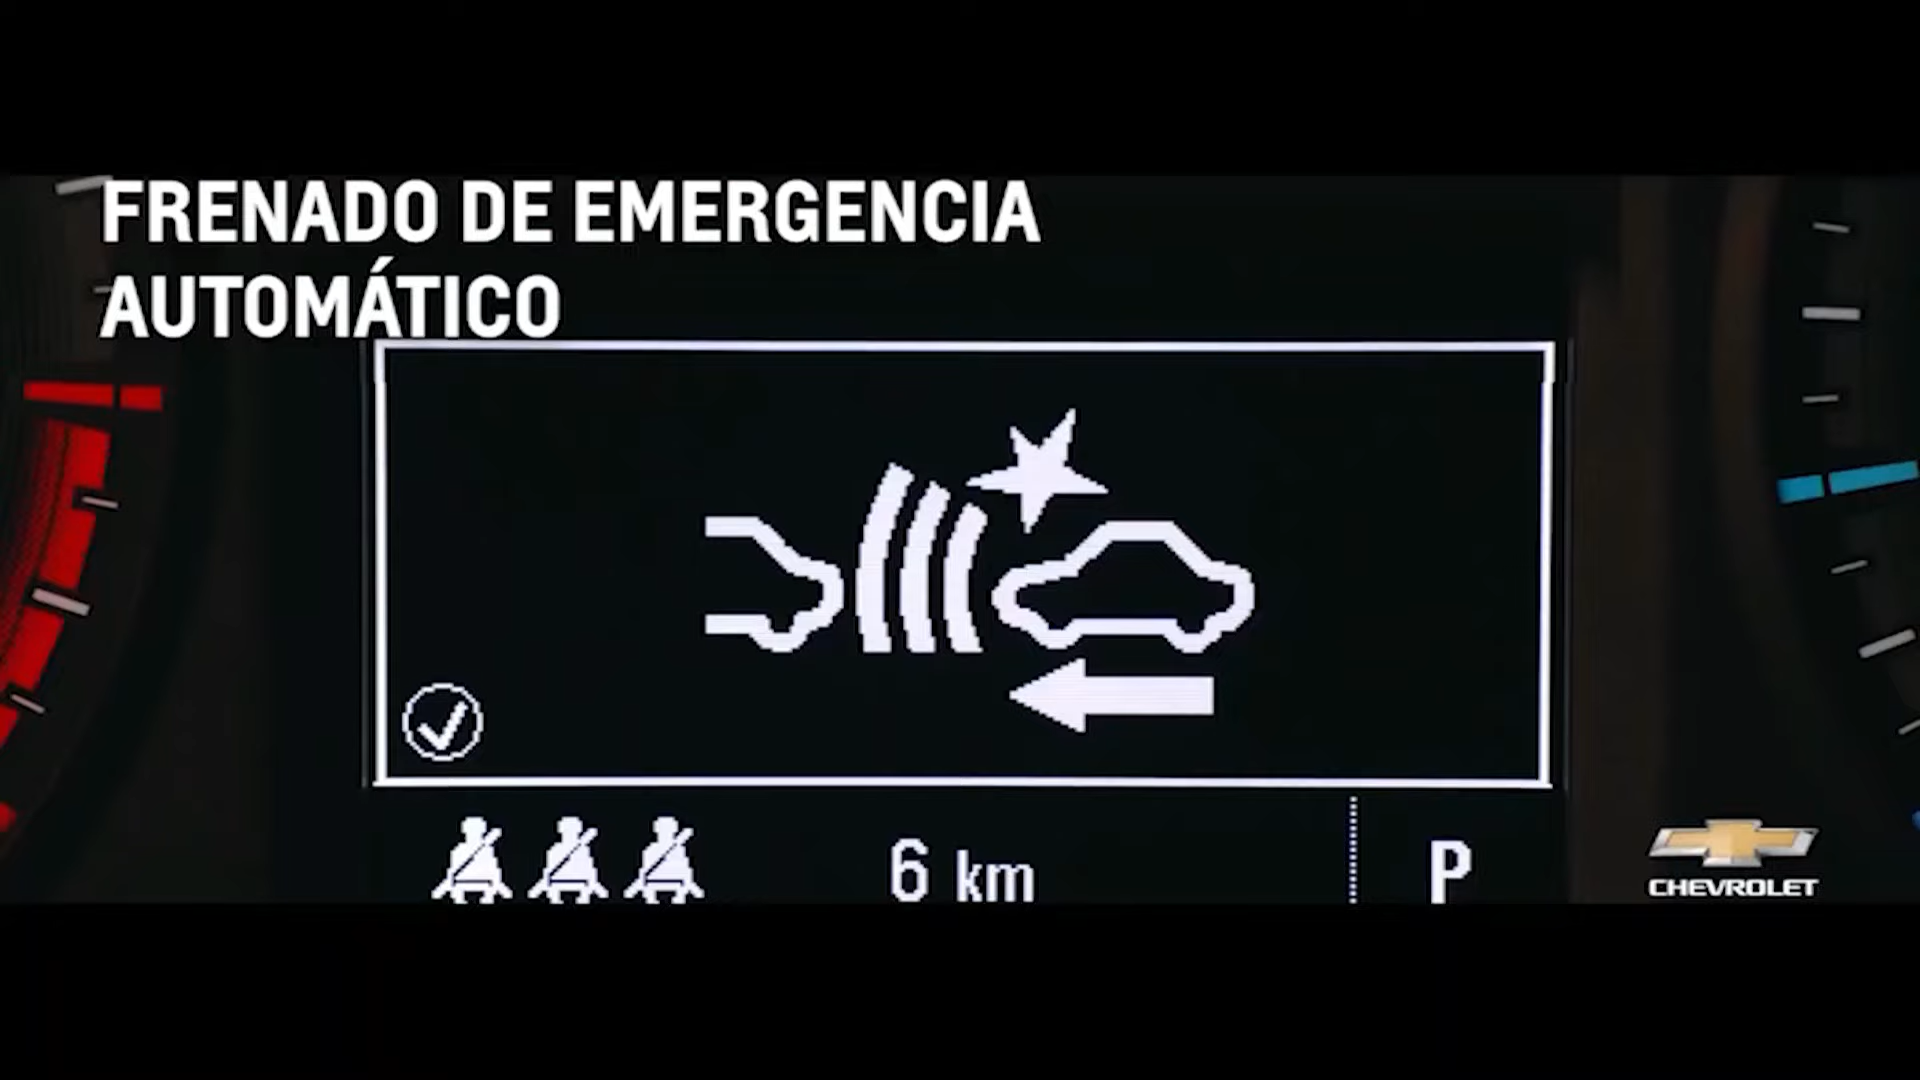 FRENADO DE EMERGENCIA
AUTOMÁTICO
6 km
P
CHEVROLET